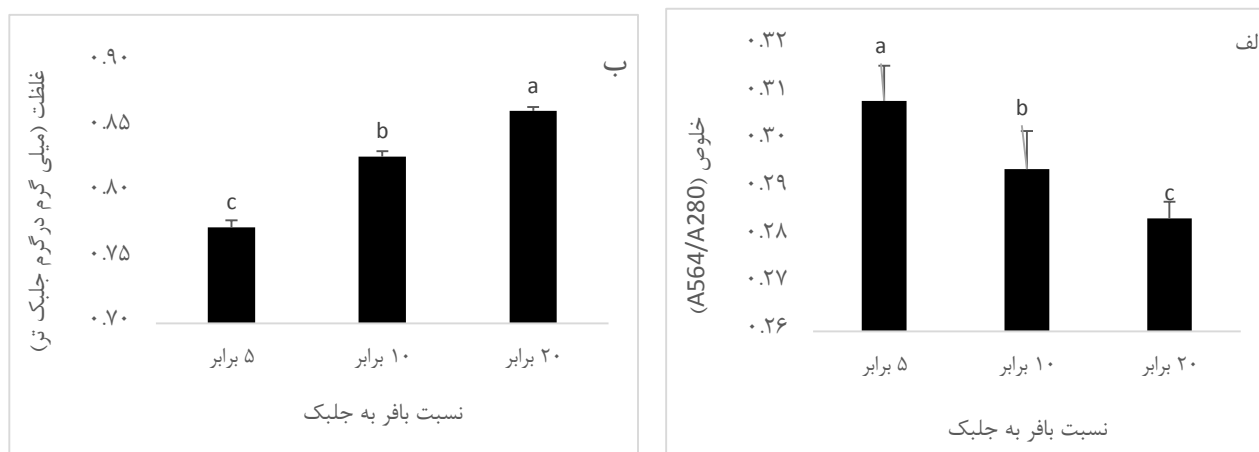 الف
خلوص (A564/A280)
۰.۳۲
۰.۳۱
۰.۳۰
۰.۲۹
۰.۲۸
۰.۲۷
۰.۲۶
a
b
c
۵ برابر
۱۰ برابر
۲۰ برابر
نسبت بافر به جلبک
ب
غلظت (میلی گرم درگرم جلبک تر)
۰.۹۰
۰.۸۵
۰.۸۰
۰.۷۵
۰.۷۰
c
b
a
۵ برابر
۱۰ برابر
۲۰ برابر
نسبت بافر به جلبک